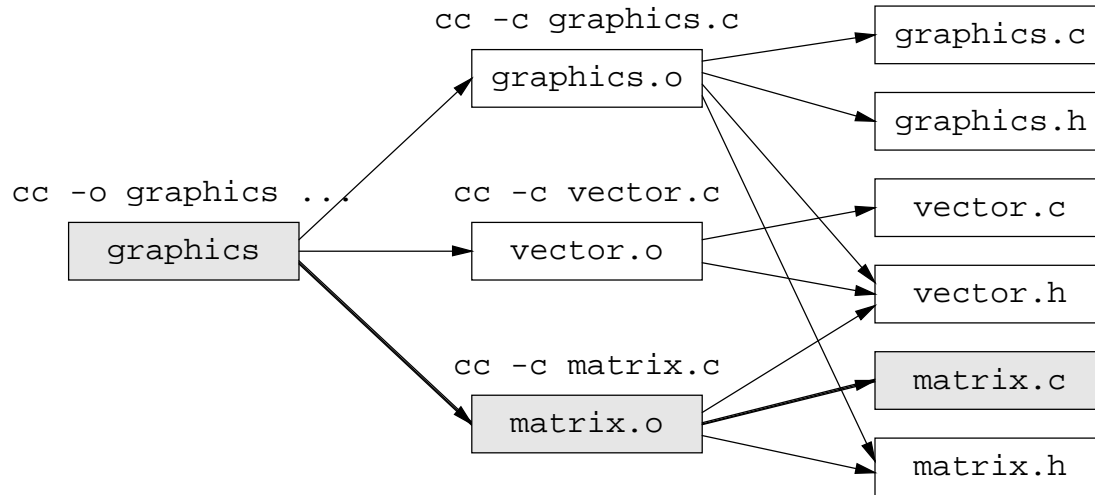 cc -c graphics.c
graphics.c
graphics.o
graphics.h
cc -o graphics ...
cc -c vector.c
vector.c
graphics
vector.o
vector.h
cc -c matrix.c
matrix.c
matrix.o
matrix.h